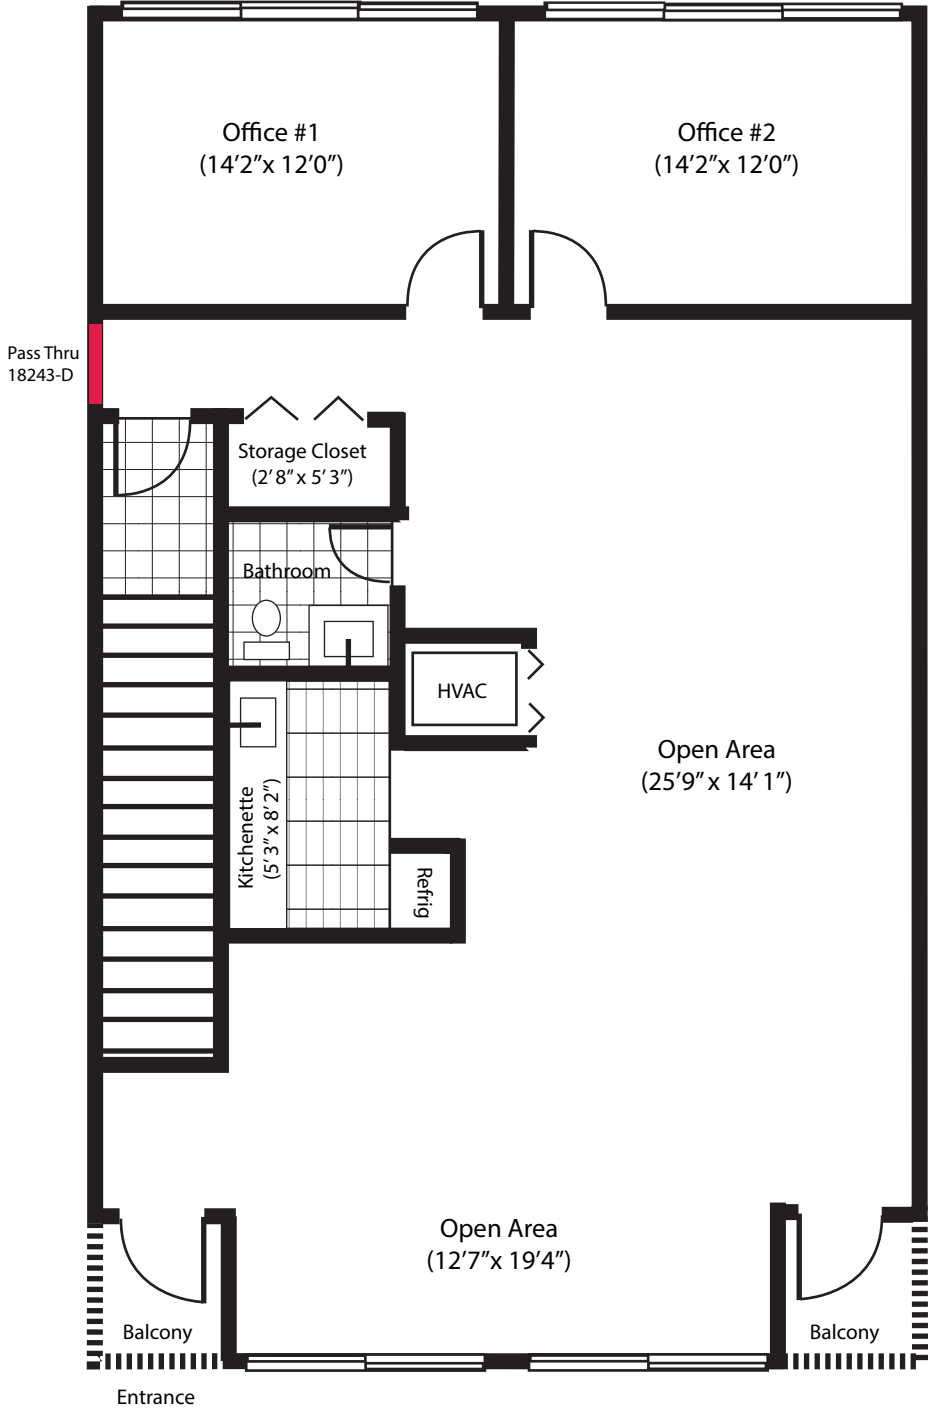 Office #1
(14’2”x 12’0”)
Office #2
(14’2”x 12’0”)
Pass Thru
18243-D
Storage Closet
(2’ 8” x 5’ 3”)
Bathroom
HVAC
Open Area
(25’9” x 14’ 1”)
Kitchenette
(5’ 3” x 8’ 2”)
Refrig
Open Area
(12’7”x 19’4”)
Balcony
Balcony
Entrance